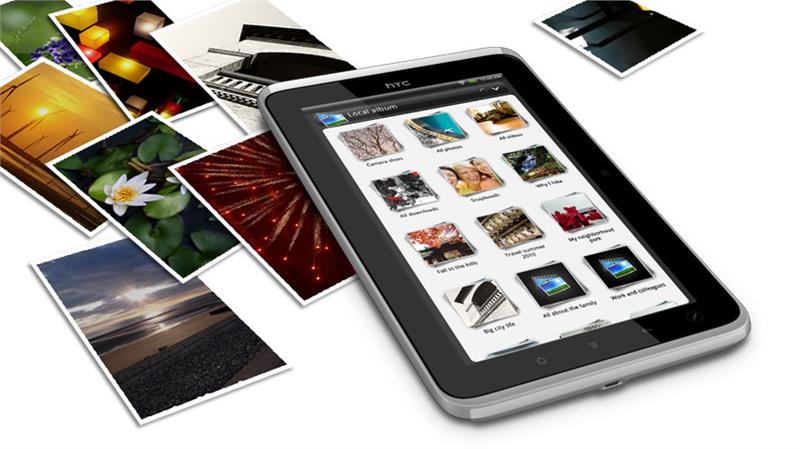 hTC
Local album
Camera shots
All photos
All videos
All downloads
Snapbooth
Why I hike
Fall in the hills
Travel summer
2010
My neighborhood
park
Big city life
All about the family
Work and colleagues